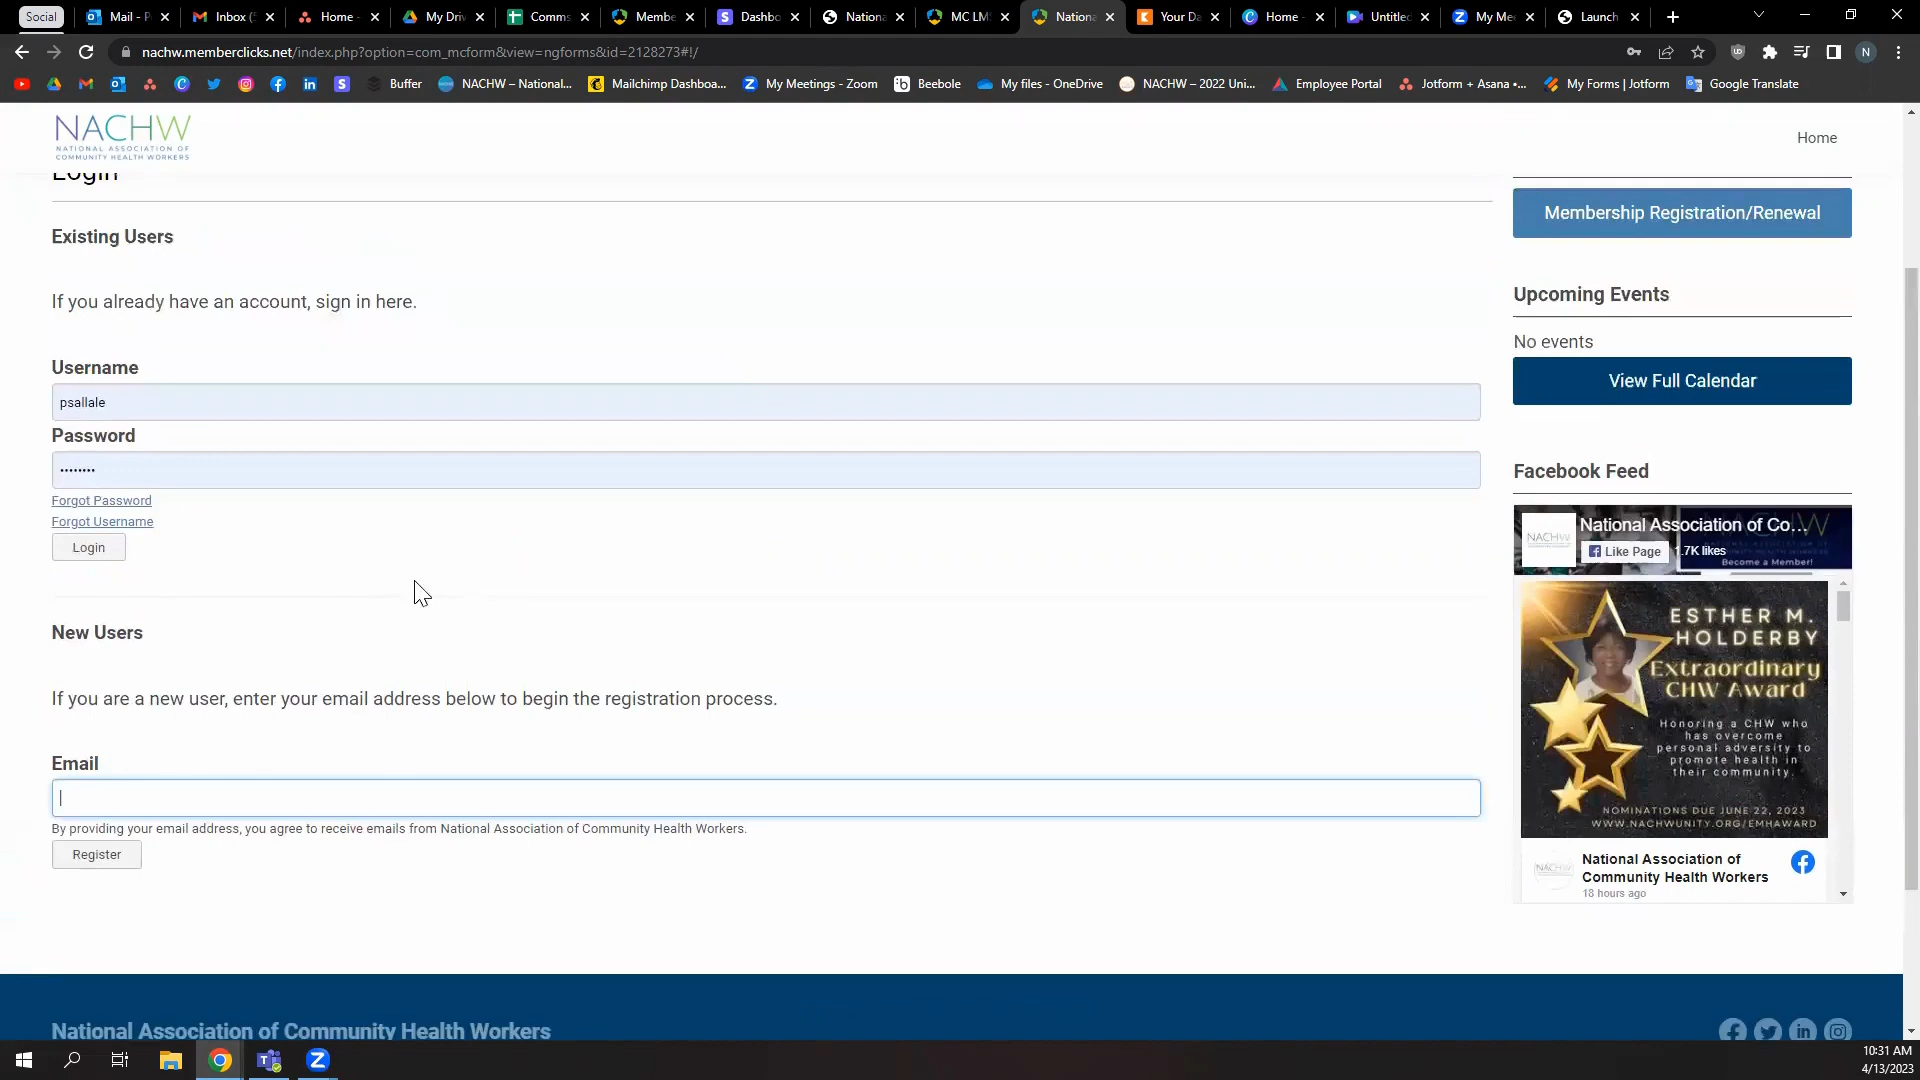 Social
Mail - P
Inbox (
Home -
My Driv
Comms
Membe
Dashbo
Nationa
MC LM
Nationa
Your Da
Home -
Untitled
My Mee
Launch
nachw.memberclicks.net/index.php?option=com_mcform&view=ngforms&id=2128273#!/
N
Buffer
NACHW – National...
Mailchimp Dashboa...
My Meetings - Zoom
Beebole
My files - OneDrive
NACHW – 2022 Uni...
Employee Portal
Jotform + Asana •...
My Forms | Jotform
Google Translate
NACHW
NATIONAL ASSOCIATION OF
COMMUNITY HEALTH WORKERS
Home
Login
Existing Users
If you already have an account, sign in here.
Username
psallale
Password
••••••••
Forgot Password
Forgot Username
Login
New Users
If you are a new user, enter your email address below to begin the registration process.
Email
By providing your email address, you agree to receive emails from National Association of Community Health Workers.
Register
Membership Registration/Renewal
Upcoming Events
No events
View Full Calendar
Facebook Feed
National Association of Co...
NACHW
Like Page
1.7K likes
Become a Member!
ESTHER M.
HOLDERBY
Extraordinary
CHW Award
Honoring a CHW who
has overcome
personal adversity to
promote health in
their community.
NOMINATIONS DUE JUNE 22, 2023
WWW.NACHWUNITY.ORG/EMHAWARD
NACHW
National Association of
Community Health Workers
18 hours ago
National Association of Community Health Workers
10:31 AM
4/13/2023